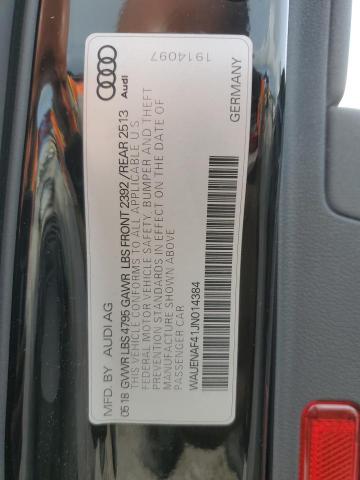 MFD. BY AUDI AG
05.18 GVWR LBS 4795 GAWR LBS FRONT 2392 / REAR 2513
THIS VEHICLE CONFORMS TO ALL APPLICABLE U S
FEDERAL MOTOR VEHICLE SAFETY, BUMPER AND THEFT
PREVENTION STANDARDS IN EFFECT ON THE DATE OF
MANUFACTURE SHOWN ABOVE
PASSENGER CAR
WAUENAF41JN014384
Audi
1914097
GERMANY